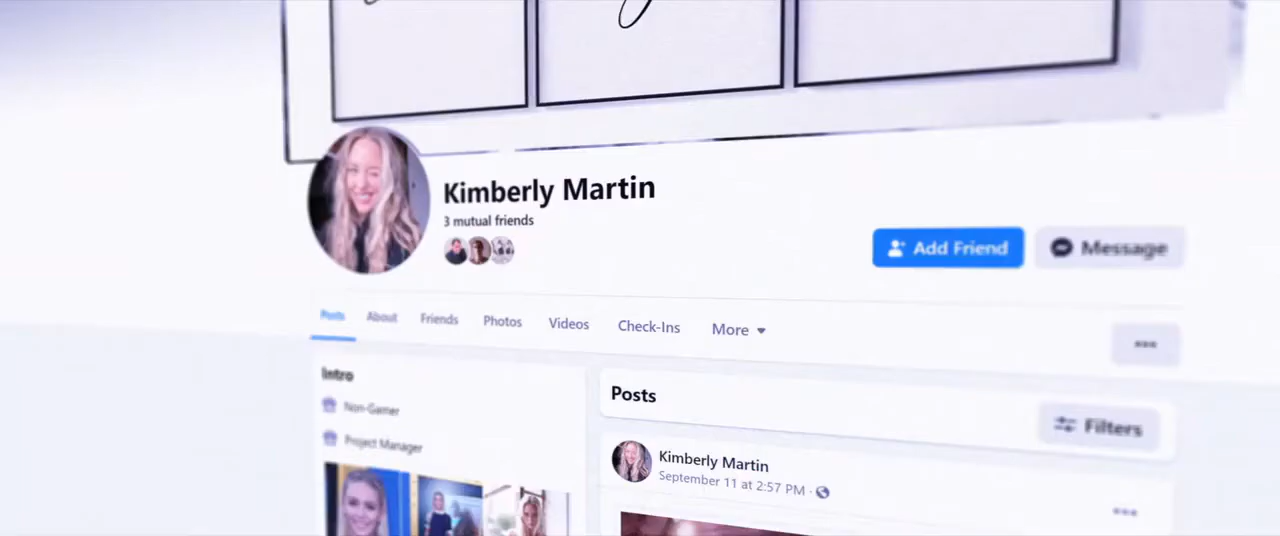 Kimberly Martin
3 mutual friends
Add Friend
Message
Posts
About
Friends
Photos
Videos
Check-Ins
More
Intro
Non-Gamer
Project Manager
Posts
Filters
Kimberly Martin
September 11 at 2:57 PM ·